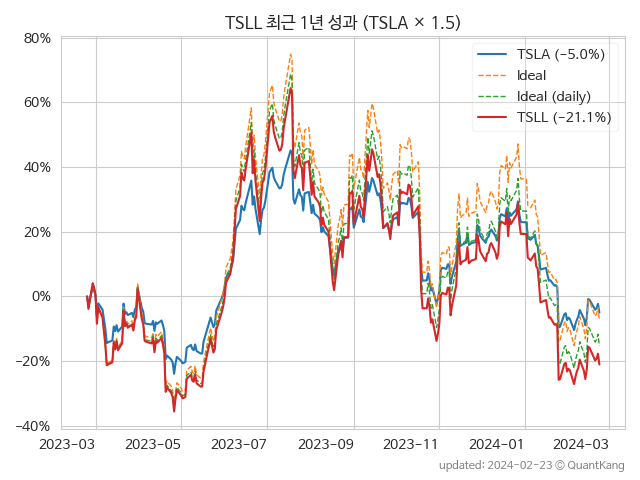 TSLL 최근 1년 성과 (TSLA × 1.5)
80%
60%
40%
20%
0%
−20%
−40%
TSLA (−5.0%)
Ideal
Ideal (daily)
TSLL (−21.1%)
2023-03 2023-05 2023-07 2023-09 2023-11 2024-01 2024-03
updated: 2024-02-23 ⓒ QuantKang